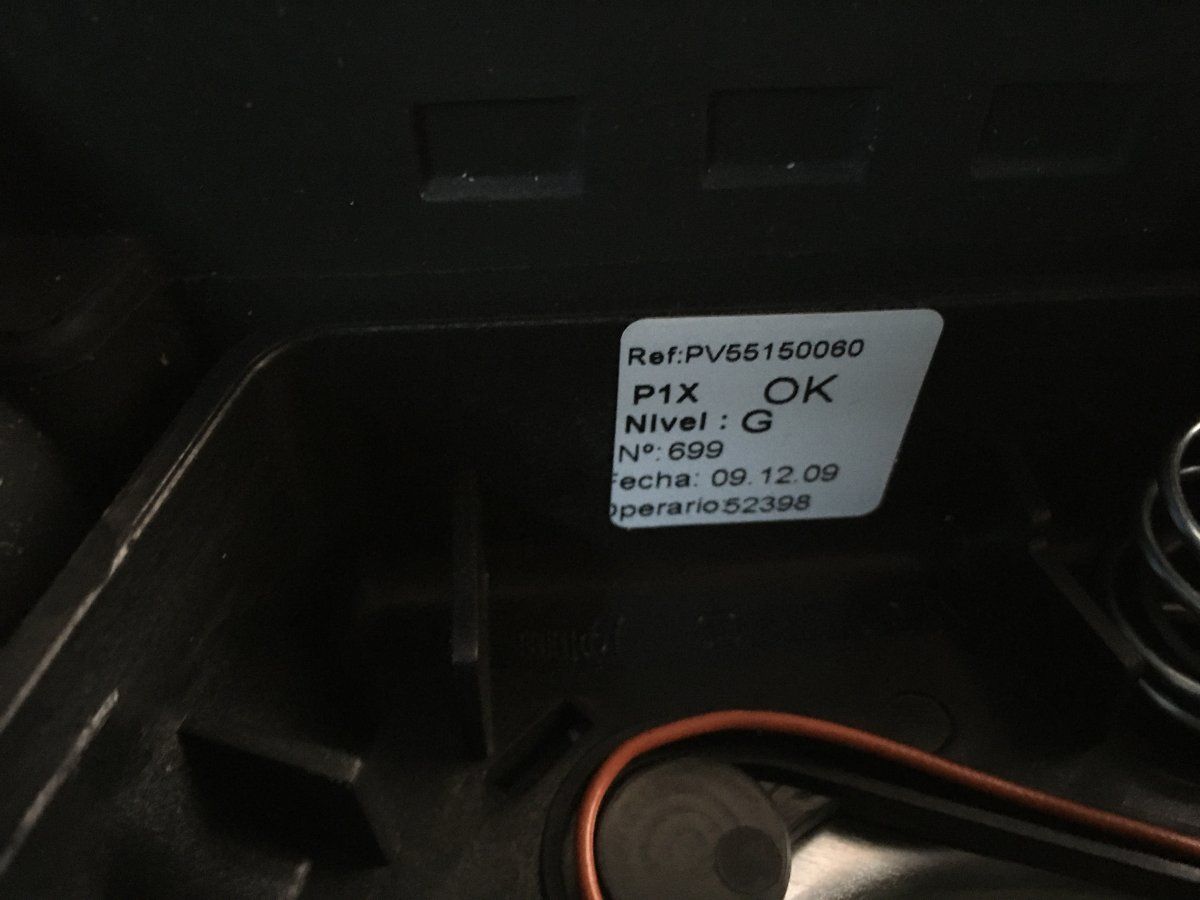 Ref:PV55150060
P1X OK
Nivel : G
Nº: 699
Fecha: 09.12.09
operario:52398